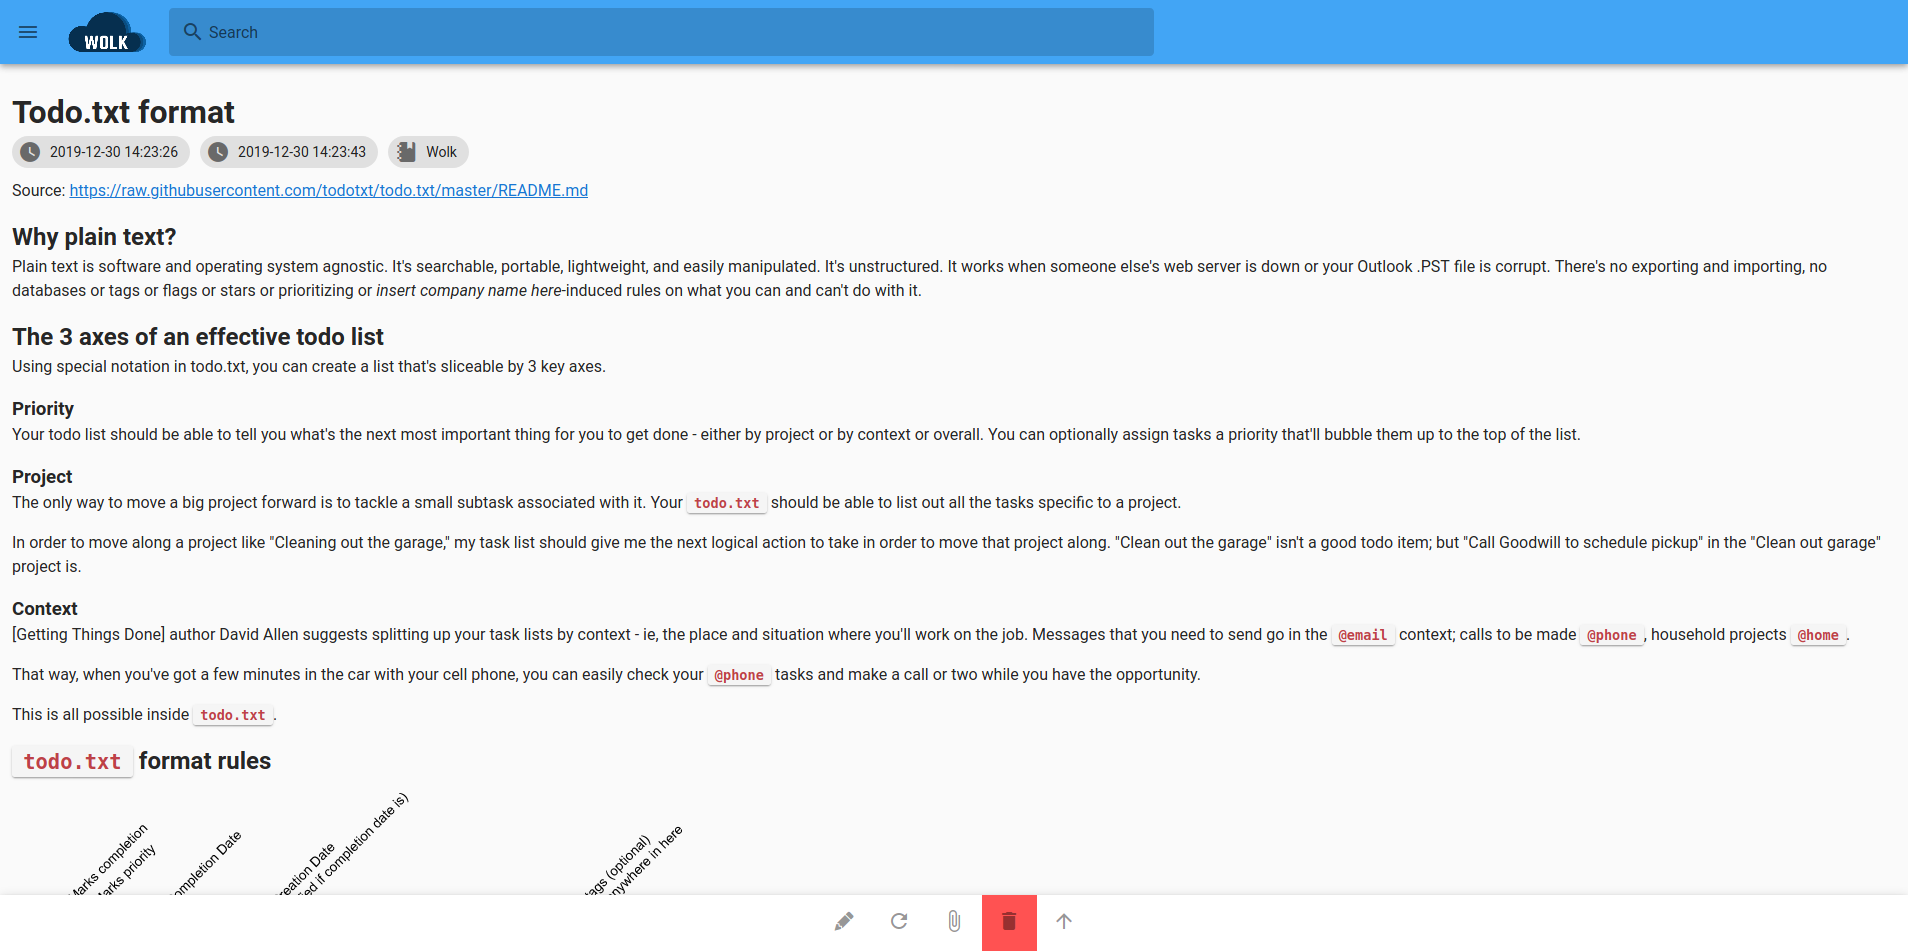 WOLK
Search
Todo.txt format
2019-12-30 14:23:26
2019-12-30 14:23:43
Wolk
Source: https://raw.githubusercontent.com/todotxt/todo.txt/master/README.md
Why plain text?
Plain text is software and operating system agnostic. It's searchable, portable, lightweight, and easily manipulated. It's unstructured. It works when someone else's web server is down or your Outlook .PST file is corrupt. There's no exporting and importing, no
databases or tags or flags or stars or prioritizing or insert company name here-induced rules on what you can and can't do with it.
The 3 axes of an effective todo list
Using special notation in todo.txt, you can create a list that's sliceable by 3 key axes.
Priority
Your todo list should be able to tell you what's the next most important thing for you to get done - either by project or by context or overall. You can optionally assign tasks a priority that'll bubble them up to the top of the list.
Project
The only way to move a big project forward is to tackle a small subtask associated with it. Your todo.txt should be able to list out all the tasks specific to a project.
In order to move along a project like "Cleaning out the garage," my task list should give me the next logical action to take in order to move that project along. "Clean out the garage" isn't a good todo item; but "Call Goodwill to schedule pickup" in the "Clean out garage"
project is.
Context
[Getting Things Done] author David Allen suggests splitting up your task lists by context - ie, the place and situation where you'll work on the job. Messages that you need to send go in the @email context; calls to be made @phone, household projects @home.
That way, when you've got a few minutes in the car with your cell phone, you can easily check your @phone tasks and make a call or two while you have the opportunity.
This is all possible inside todo.txt.
todo.txt format rules
Marks completion
arks priority
ompletion Date
reation Date
ed if completion date is)
ags (optional)
nywhere in here